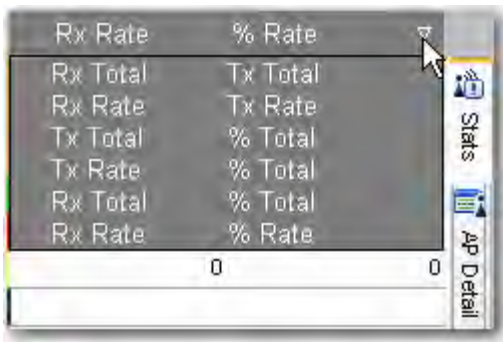 Rx Rate % Rate
Rx Total Tx Total
Rx Rate Tx Rate
Tx Total % Total
Tx Rate % Total
Rx Total % Total
Rx Rate % Rate
0 0
Stats
AP Detail